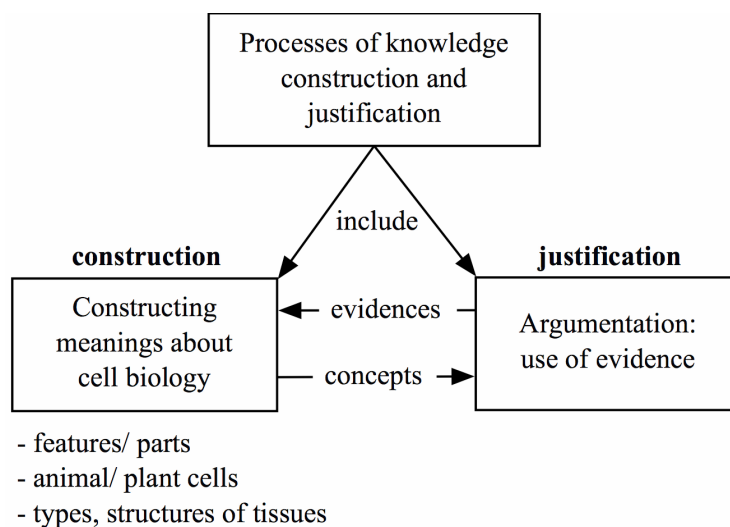 Processes of knowledge
construction and
justification
include
construction
justification
Constructing
meanings about
cell biology
evidences
concepts
Argumentation:
use of evidence
- features/ parts
- animal/ plant cells
- types, structures of tissues